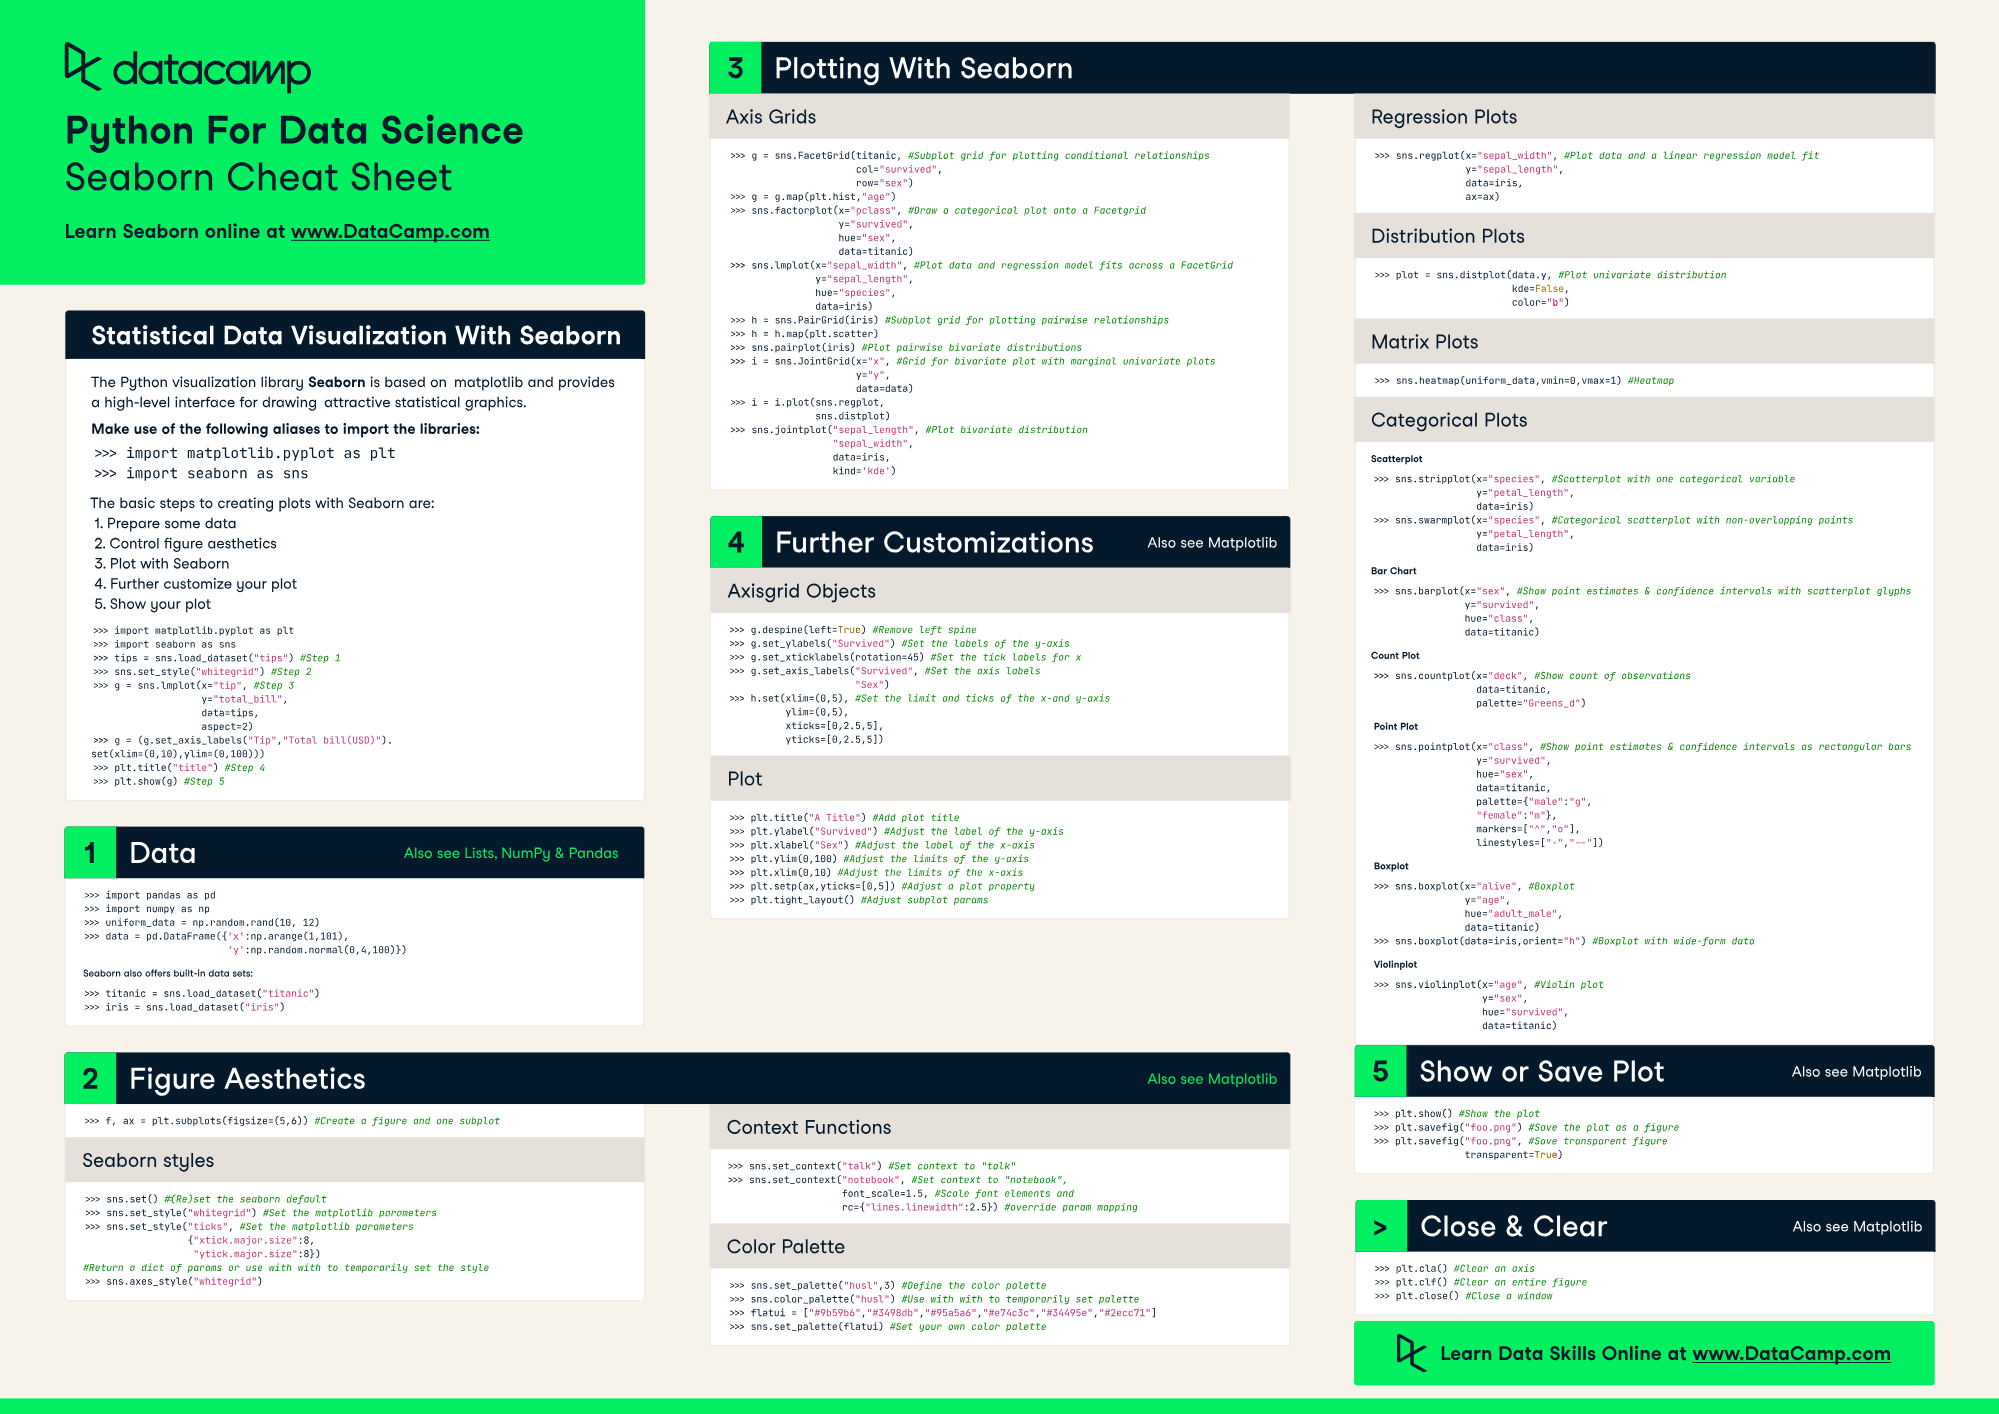 datacamp
Python For Data Science
Seaborn Cheat Sheet
Learn Seaborn online at www.DataCamp.com
Statistical Data Visualization With Seaborn
The Python visualization library Seaborn is based on matplotlib and provides
a high-level interface for drawing attractive statistical graphics.
Make use of the following aliases to import the libraries:
>>> import matplotlib.pyplot as plt
>>> import seaborn as sns
The basic steps to creating plots with Seaborn are:
1. Prepare some data
2. Control figure aesthetics
3. Plot with Seaborn
4. Further customize your plot
5. Show your plot
>>> import matplotlib.pyplot as plt
>>> import seaborn as sns
>>> tips = sns.load_dataset("tips") #Step 1
>>> sns.set_style("whitegrid") #Step 2
>>> g = sns.lmplot(x="tip", #Step 3
y="total_bill",
data=tips,
aspect=2)
>>> g = (g.set_axis_labels("Tip","Total bill(USD)").
set(xlim=(0,10),ylim=(0,100)))
>>> plt.title("title") #Step 4
>>> plt.show(g) #Step 5
1 Data Also see Lists, NumPy & Pandas
>>> import pandas as pd
>>> import numpy as np
>>> uniform_data = np.random.rand(10, 12)
>>> data = pd.DataFrame({'x':np.arange(1,101),
'y':np.random.normal(0,4,100)})
Seaborn also offers built-in data sets:
>>> titanic = sns.load_dataset("titanic")
>>> iris = sns.load_dataset("iris")
2 Figure Aesthetics Also see Matplotlib
>>> f, ax = plt.subplots(figsize=(5,6)) #Create a figure and one subplot
Seaborn styles
>>> sns.set() #(Re)set the seaborn default
>>> sns.set_style("whitegrid") #Set the matplotlib parameters
>>> sns.set_style("ticks", #Set the matplotlib parameters
{"xtick.major.size":8,
"ytick.major.size":8})
#Return a dict of params or use with with to temporarily set the style
>>> sns.axes_style("whitegrid")
Context Functions
>>> sns.set_context("talk") #Set context to "talk"
>>> sns.set_context("notebook", #Set context to "notebook",
font_scale=1.5, #Scale font elements and
rc={"lines.linewidth":2.5}) #override param mapping
Color Palette
>>> sns.set_palette("husl",3) #Define the color palette
>>> sns.color_palette("husl") #Use with with to temporarily set palette
>>> flatui = ["#9b59b6","#3498db","#95a5a6","#e74c3c","#34495e","#2ecc71"]
>>> sns.set_palette(flatui) #Set your own color palette
3 Plotting With Seaborn
Axis Grids
>>> g = sns.FacetGrid(titanic, #Subplot grid for plotting conditional relationships
col="survived",
row="sex")
>>> g = g.map(plt.hist,"age")
>>> sns.factorplot(x="pclass", #Draw a categorical plot onto a Facetgrid
y="survived",
hue="sex",
data=titanic)
>>> sns.lmplot(x="sepal_width", #Plot data and regression model fits across a FacetGrid
y="sepal_length",
hue="species",
data=iris)
>>> h = sns.PairGrid(iris) #Subplot grid for plotting pairwise relationships
>>> h = h.map(plt.scatter)
>>> sns.pairplot(iris) #Plot pairwise bivariate distributions
>>> i = sns.JointGrid(x="x", #Grid for bivariate plot with marginal univariate plots
y="y",
data=data)
>>> i = i.plot(sns.regplot,
sns.distplot)
>>> sns.jointplot("sepal_length", #Plot bivariate distribution
"sepal_width",
data=iris,
kind='kde')
4 Further Customizations Also see Matplotlib
Axisgrid Objects
>>> g.despine(left=True) #Remove left spine
>>> g.set_ylabels("Survived") #Set the labels of the y-axis
>>> g.set_xticklabels(rotation=45) #Set the tick labels for x
>>> g.set_axis_labels("Survived", #Set the axis labels
"Sex")
>>> h.set(xlim=(0,5), #Set the limit and ticks of the x-and y-axis
ylim=(0,5),
xticks=[0,2.5,5],
yticks=[0,2.5,5])
Plot
>>> plt.title("A Title") #Add plot title
>>> plt.ylabel("Survived") #Adjust the label of the y-axis
>>> plt.xlabel("Sex") #Adjust the label of the x-axis
>>> plt.ylim(0,100) #Adjust the limits of the y-axis
>>> plt.xlim(0,10) #Adjust the limits of the x-axis
>>> plt.setp(ax,yticks=[0,5]) #Adjust a plot property
>>> plt.tight_layout() #Adjust subplot params
Regression Plots
>>> sns.regplot(x="sepal_width", #Plot data and a linear regression model fit
y="sepal_length",
data=iris,
ax=ax)
Distribution Plots
>>> plot = sns.distplot(data.y, #Plot univariate distribution
kde=False,
color="b")
Matrix Plots
>>> sns.heatmap(uniform_data,vmin=0,vmax=1) #Heatmap
Categorical Plots
Scatterplot
>>> sns.stripplot(x="species", #Scatterplot with one categorical variable
y="petal_length",
data=iris)
>>> sns.swarmplot(x="species", #Categorical scatterplot with non-overlapping points
y="petal_length",
data=iris)
Bar Chart
>>> sns.barplot(x="sex", #Show point estimates & confidence intervals with scatterplot glyphs
y="survived",
hue="class",
data=titanic)
Count Plot
>>> sns.countplot(x="deck", #Show count of observations
data=titanic,
palette="Greens_d")
Point Plot
>>> sns.pointplot(x="class", #Show point estimates & confidence intervals as rectangular bars
y="survived",
hue="sex",
data=titanic,
palette={"male":"g",
"female":"m"},
markers=["^","o"],
linestyles=["-","--"])
Boxplot
>>> sns.boxplot(x="alive", #Boxplot
y="age",
hue="adult_male",
data=titanic)
>>> sns.boxplot(data=iris,orient="h") #Boxplot with wide-form data
Violinplot
>>> sns.violinplot(x="age", #Violin plot
y="sex",
hue="survived",
data=titanic)
5 Show or Save Plot Also see Matplotlib
>>> plt.show() #Show the plot
>>> plt.savefig("foo.png") #Save the plot as a figure
>>> plt.savefig("foo.png", #Save transparent figure
transparent=True)
> Close & Clear Also see Matplotlib
>>> plt.cla() #Clear an axis
>>> plt.clf() #Clear an entire figure
>>> plt.close() #Close a window
Learn Data Skills Online at www.DataCamp.com